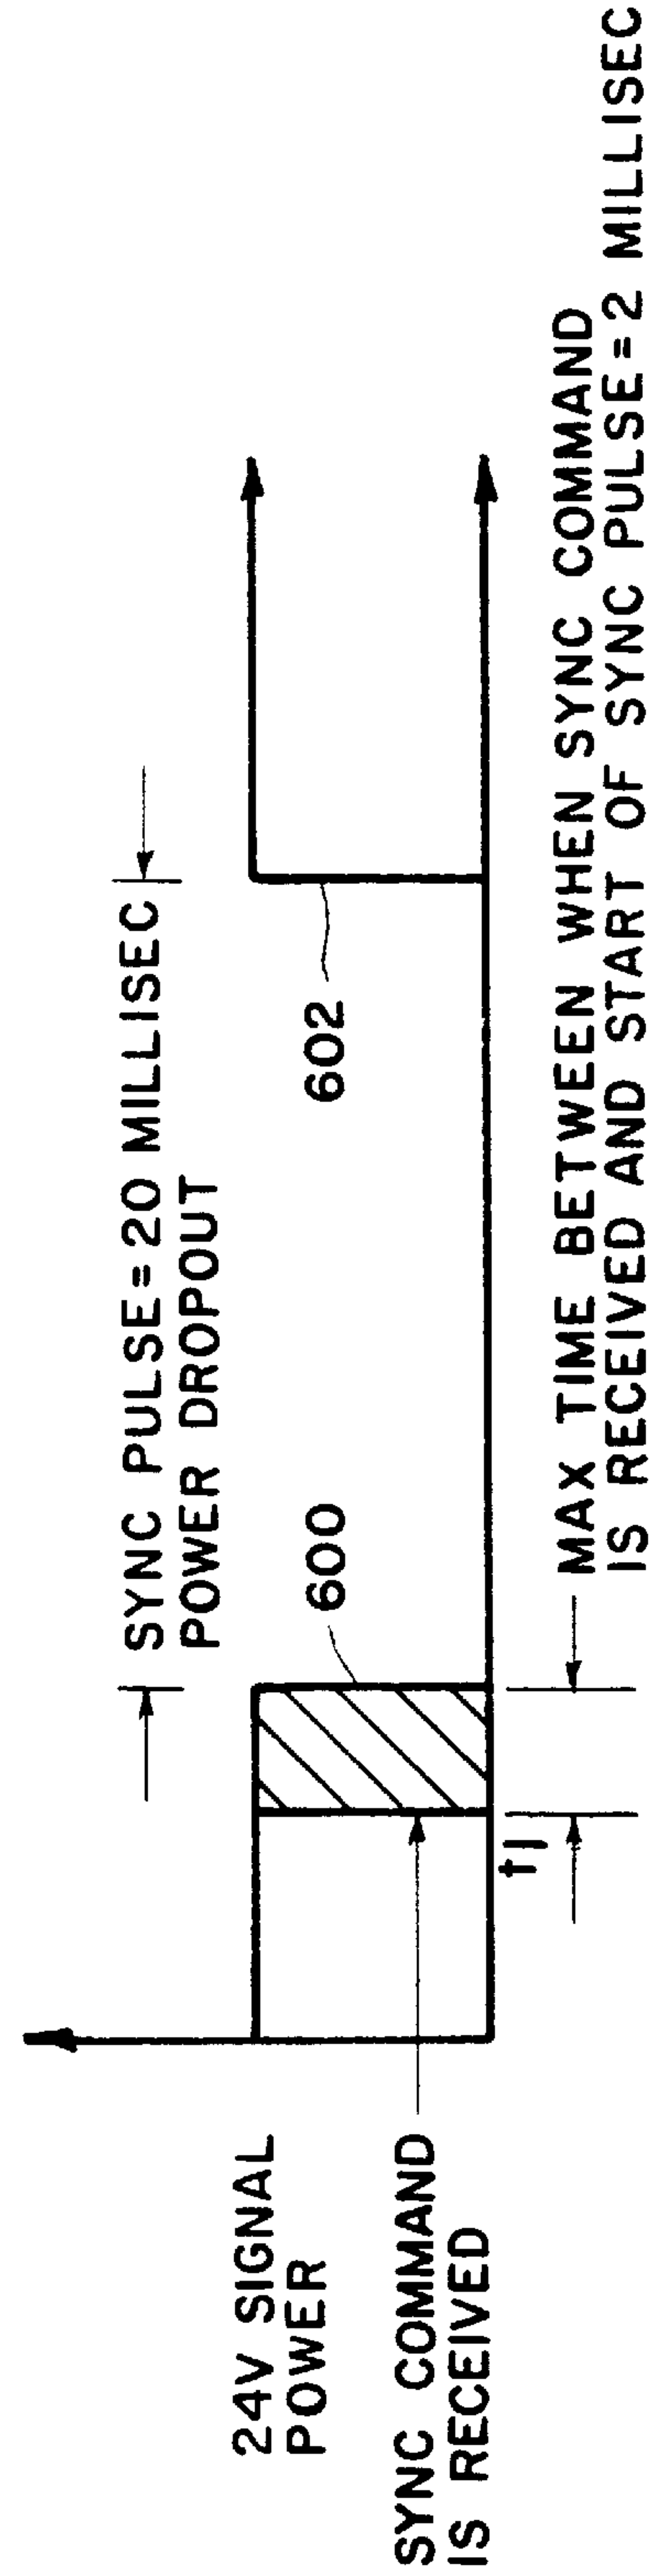 SYNC PULSE = 20 MILLISEC
POWER DROPOUT
24V SIGNAL
POWER
600
602
SYNC COMMAND
IS RECEIVED
t1
MAX TIME BETWEEN WHEN SYNC COMMAND
IS RECEIVED AND START OF SYNC PULSE = 2 MILLISEC